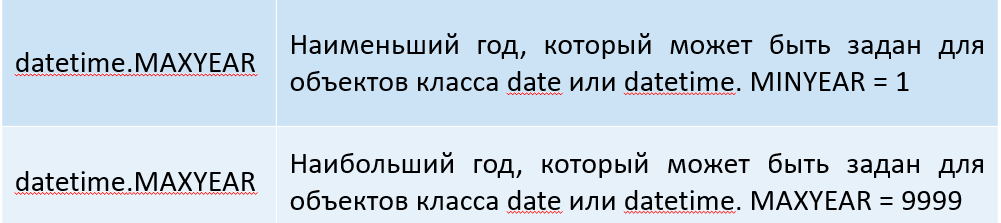 datetime.MAXYEAR
Наименьший год, который может быть задан для
объектов класса date или datetime. MINYEAR = 1
datetime.MAXYEAR
Наибольший год, который может быть задан для
объектов класса date или datetime. MAXYEAR = 9999